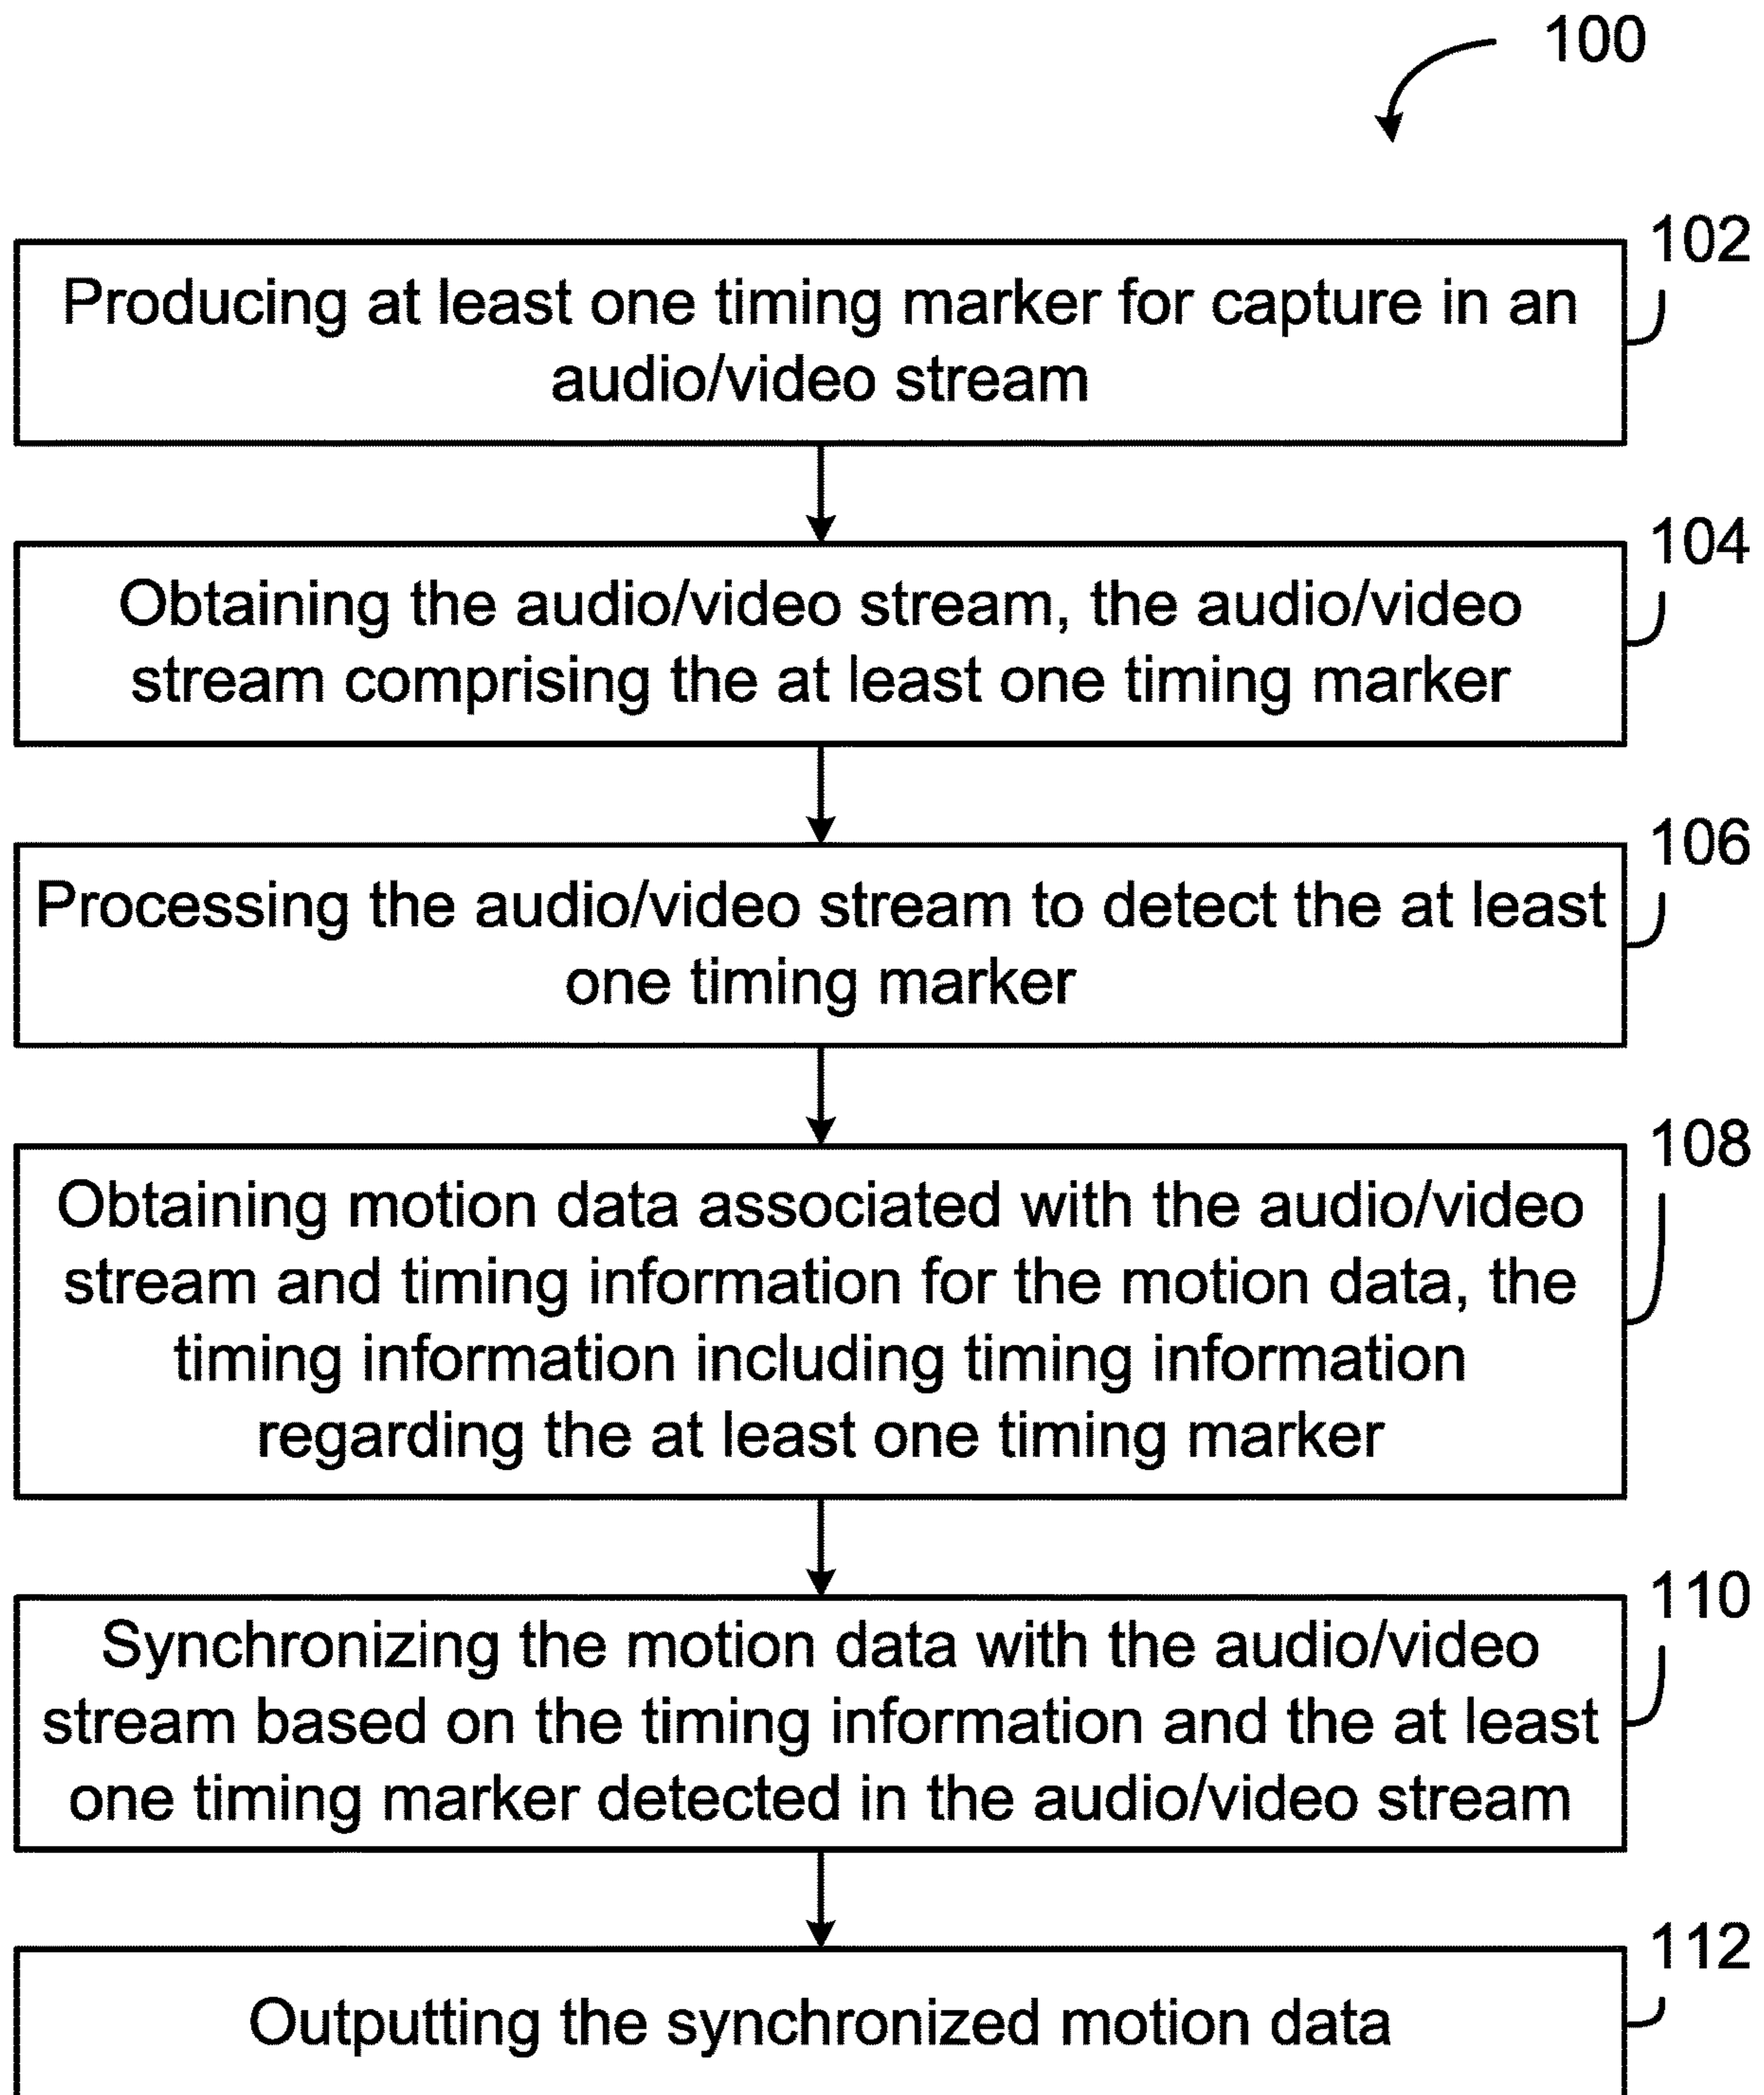 100
102
Producing at least one timing marker for capture in an
audio/video stream
104
Obtaining the audio/video stream, the audio/video
stream comprising the at least one timing marker
106
Processing the audio/video stream to detect the at least
one timing marker
108
Obtaining motion data associated with the audio/video
stream and timing information for the motion data, the
timing information including timing information
regarding the at least one timing marker
110
Synchronizing the motion data with the audio/video
stream based on the timing information and the at least
one timing marker detected in the audio/video stream
112
Outputting the synchronized motion data